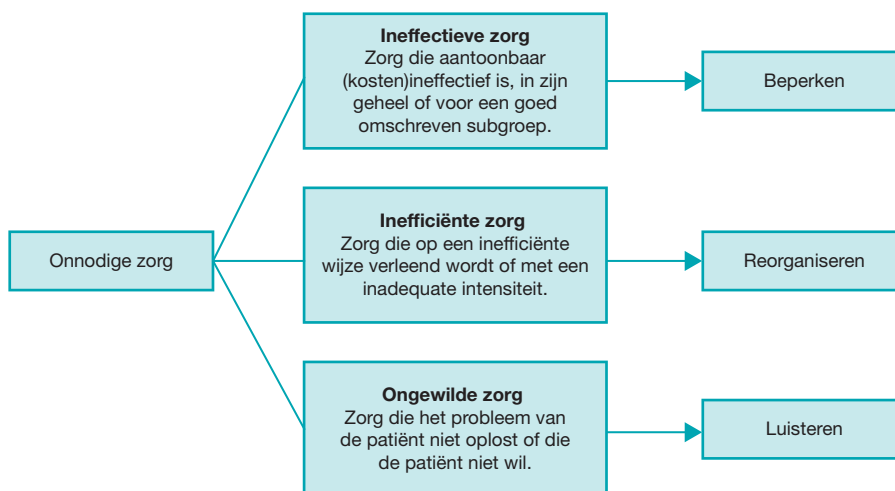 Ineffectieve zorg
Zorg die aantoonbaar
(kosten)ineffectief is, in zijn
geheel of voor een goed
omschreven subgroep.
Beperken
Onnodige zorg
Inefficiënte zorg
Zorg die op een inefficiënte
wijze verleend wordt of met een
inadequate intensiteit.
Reorganiseren
Ongewilde zorg
Zorg die het probleem van
de patiënt niet oplost of die
de patiënt niet wil.
Luisteren